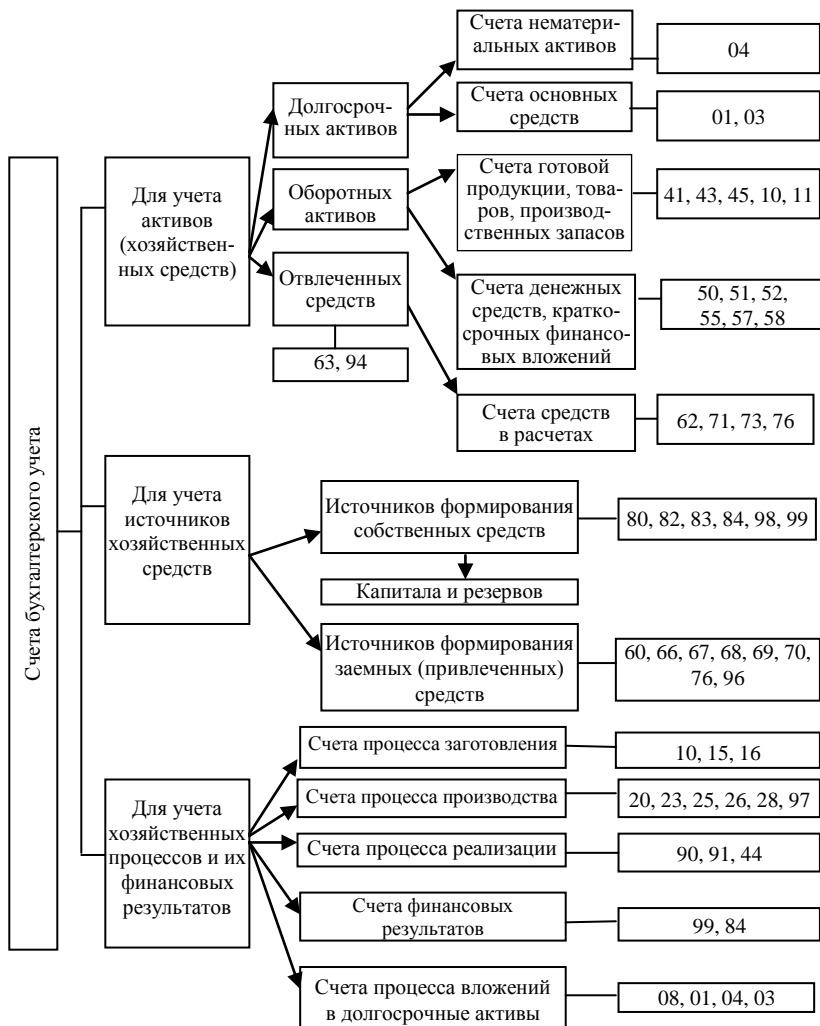 Счета бухгалтерского учета
Для учета
активов
(хозяйствен-
ных средств)
Долгосроч-
ных активов
Счета нематери-
альных активов
04
Счета основных
средств
01, 03
Оборотных
активов
Счета готовой
продукции, това-
ров, производ-
ственных запасов
41, 43, 45, 10, 11
Счета денежных
средств, кратко-
срочных финансо-
вых вложений
50, 51, 52,
55, 57, 58
Отвлеченных
средств
63, 94
Счета средств
в расчетах
62, 71, 73, 76
Для учета
источников
хозяйственных
средств
Источников формирования
собственных средств
80, 82, 83, 84, 98, 99
Капитала и резервов
Источников формирования
заемных (привлеченных)
средств
60, 66, 67, 68, 69, 70,
76, 96
Для учета
хозяйственных
процессов и их
финансовых
результатов
Счета процесса заготовления
10, 15, 16
Счета процесса производства
20, 23, 25, 26, 28, 97
Счета процесса реализации
90, 91, 44
Счета финансовых
результатов
99, 84
Счета процесса вложений
в долгосрочные активы
08, 01, 04, 03